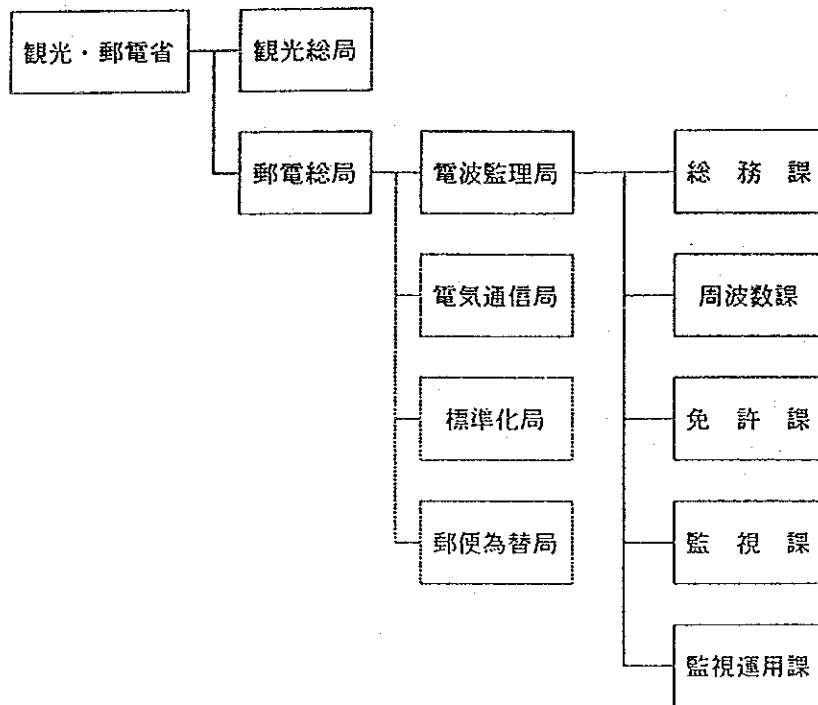 観光・郵電省
観光総局
郵電総局
電波監理局
総務課
電気通信局
周波数課
標準化局
免許課
郵便為替局
監視課
監視運用課